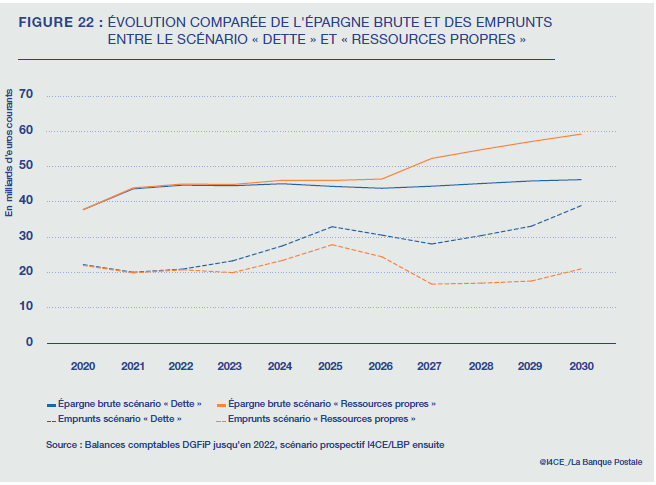 FIGURE 22 : ÉVOLUTION COMPARÉE DE L'ÉPARGNE BRUTE ET DES EMPRUNTS
ENTRE LE SCÉNARIO « DETTE » ET « RESSOURCES PROPRES »
En milliards d'euros courants
70
60
50
40
30
20
10
0
2020 2021 2022 2023 2024 2025 2026 2027 2028 2029 2030
Épargne brute scénario « Dette » Épargne brute scénario « Ressources propres »
Emprunts scénario « Dette » Emprunts scénario « Ressources propres »
Source : Balances comptables DGFiP jusqu'en 2022, scénario prospectif I4CE/LBP ensuite
@I4CE_/La Banque Postale